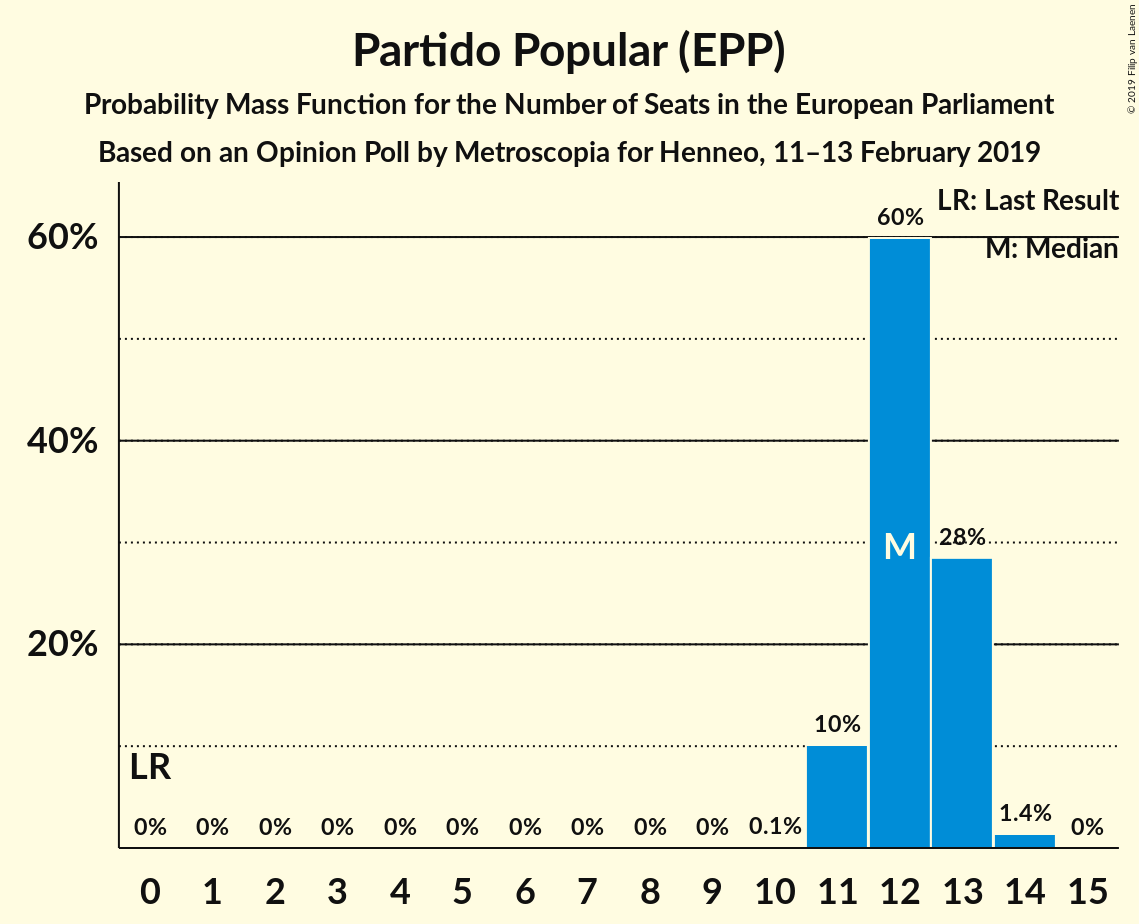 Partido Popular (EPP)
Probability Mass Function for the Number of Seats in the European Parliament
Based on an Opinion Poll by Metroscopia for Henneo, 11–13 February 2019
© 2019 Filip van Laenen
LR: Last Result
M: Median
60%
40%
20%
60%
M
28%
10%
LR
0% 0% 0% 0% 0% 0% 0% 0% 0% 0% 0.1% 1.4% 0%
0 1 2 3 4 5 6 7 8 9 10 11 12 13 14 15